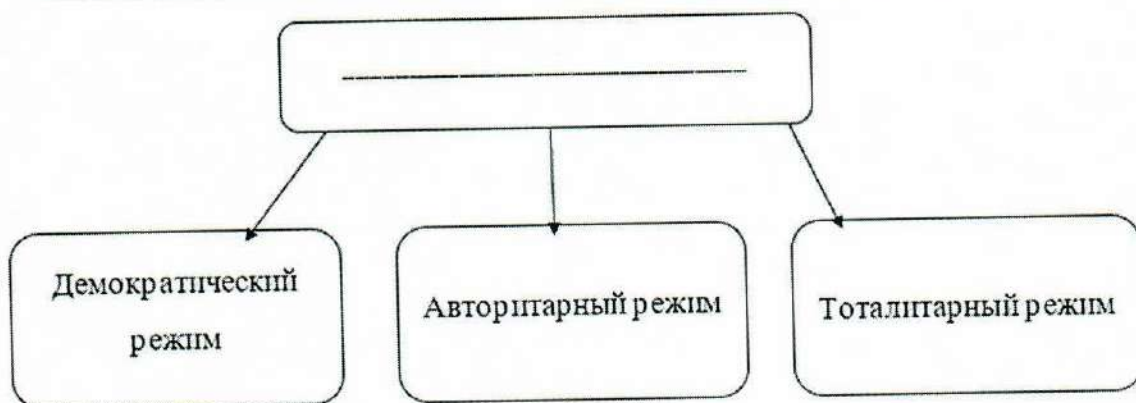 Демократический
режим
Авторитарный режим
Тоталитарный режим